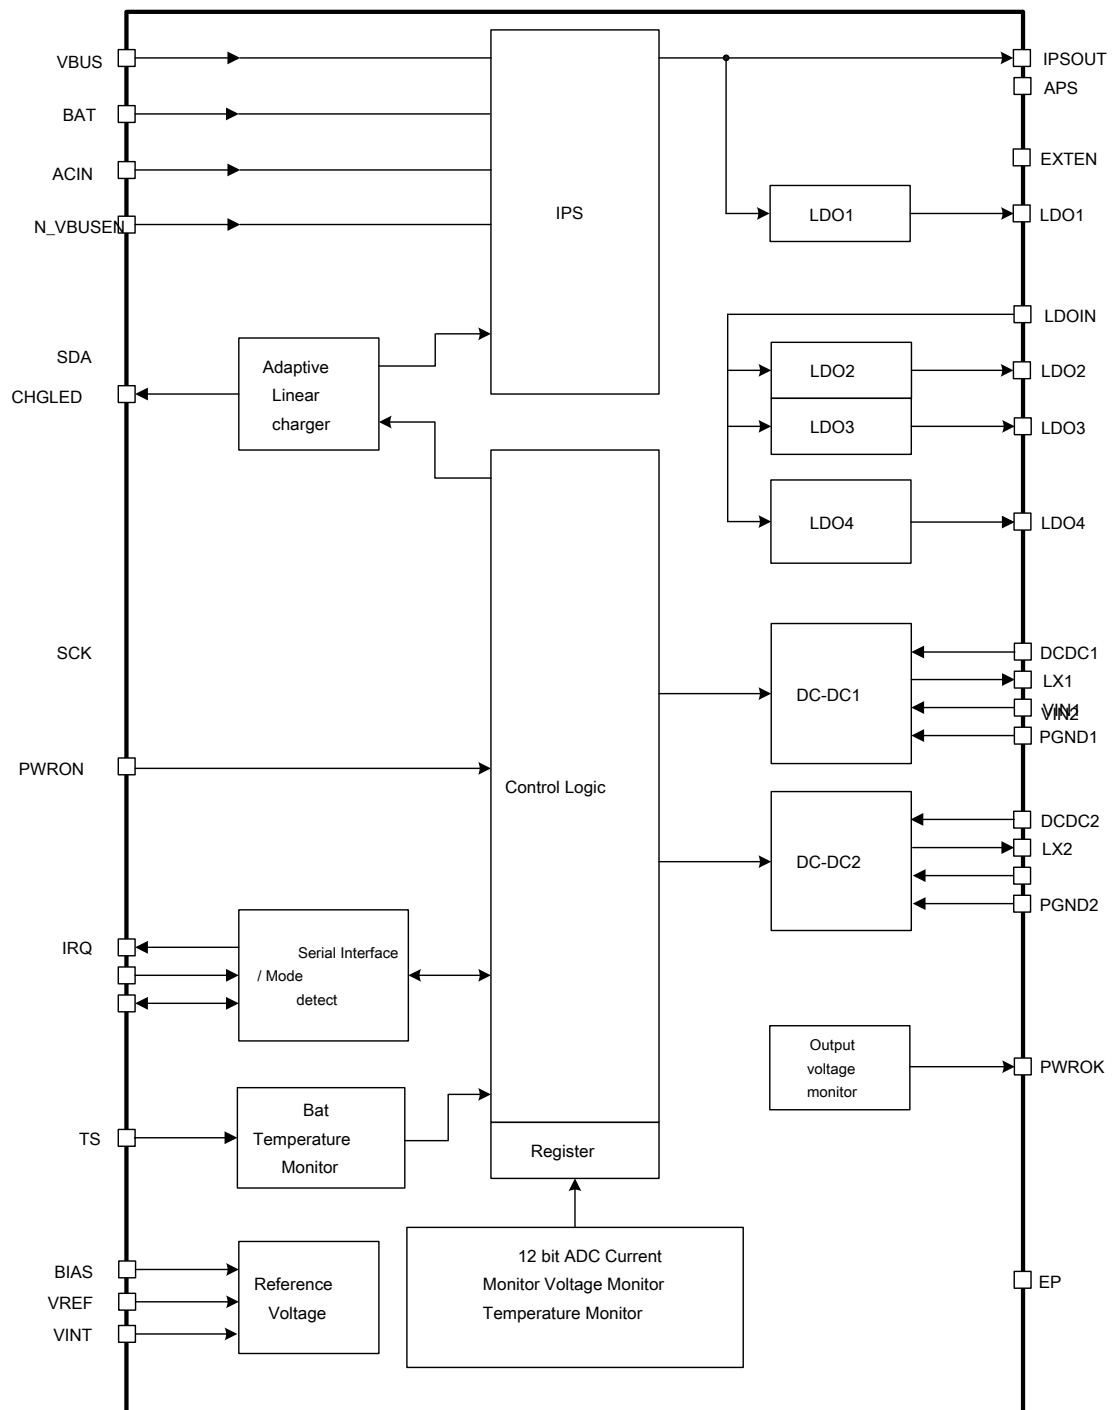 VBUS
BAT
ACIN
N_VBUSEN
SDA
CHGLED
SCK
PWRON
IRQ
TS
BIAS
VREF
VINT
IPS
Adaptive
Linear
charger
Control Logic
Serial Interface
/ Mode
detect
Bat
Temperature
Monitor
Register
Reference
Voltage
12 bit ADC Current
Monitor Voltage Monitor
Temperature Monitor
LDO1
LDO2
LDO3
LDO4
DC-DC1
DC-DC2
Output
voltage
monitor
IPSOUT
APS
EXTEN
LDO1
LDOIN
LDO2
LDO3
LDO4
DCDC1
LX1
VIN1
VIN2
PGND1
DCDC2
LX2
PGND2
PWROK
EP